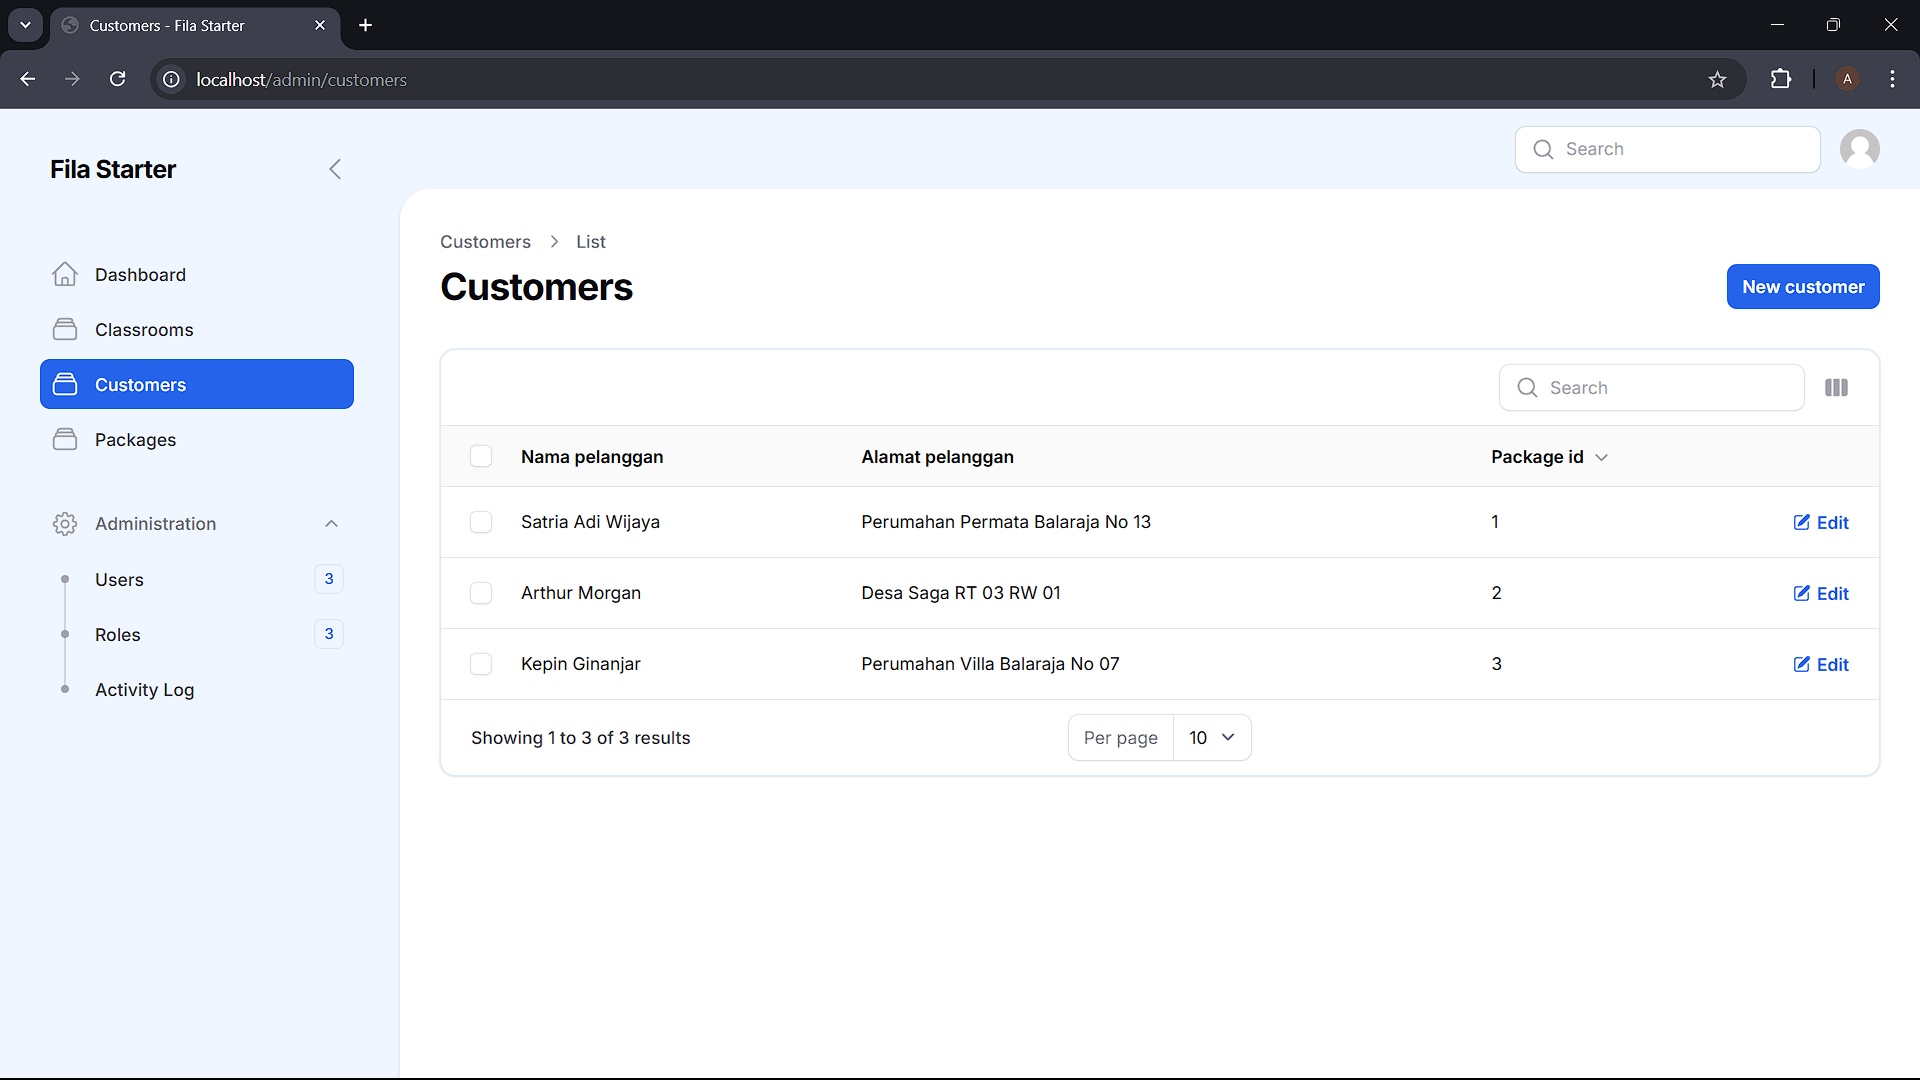 Customers - Fila Starter
localhost/admin/customers
A
Fila Starter
Search
Dashboard
Classrooms
Customers
Packages
Administration
Users 3
Roles 3
Activity Log
Customers > List
Customers
New customer
Search
Nama pelanggan Alamat pelanggan Package id
Satria Adi Wijaya Perumahan Permata Balaraja No 13 1 Edit
Arthur Morgan Desa Saga RT 03 RW 01 2 Edit
Kepin Ginanjar Perumahan Villa Balaraja No 07 3 Edit
Showing 1 to 3 of 3 results Per page 10